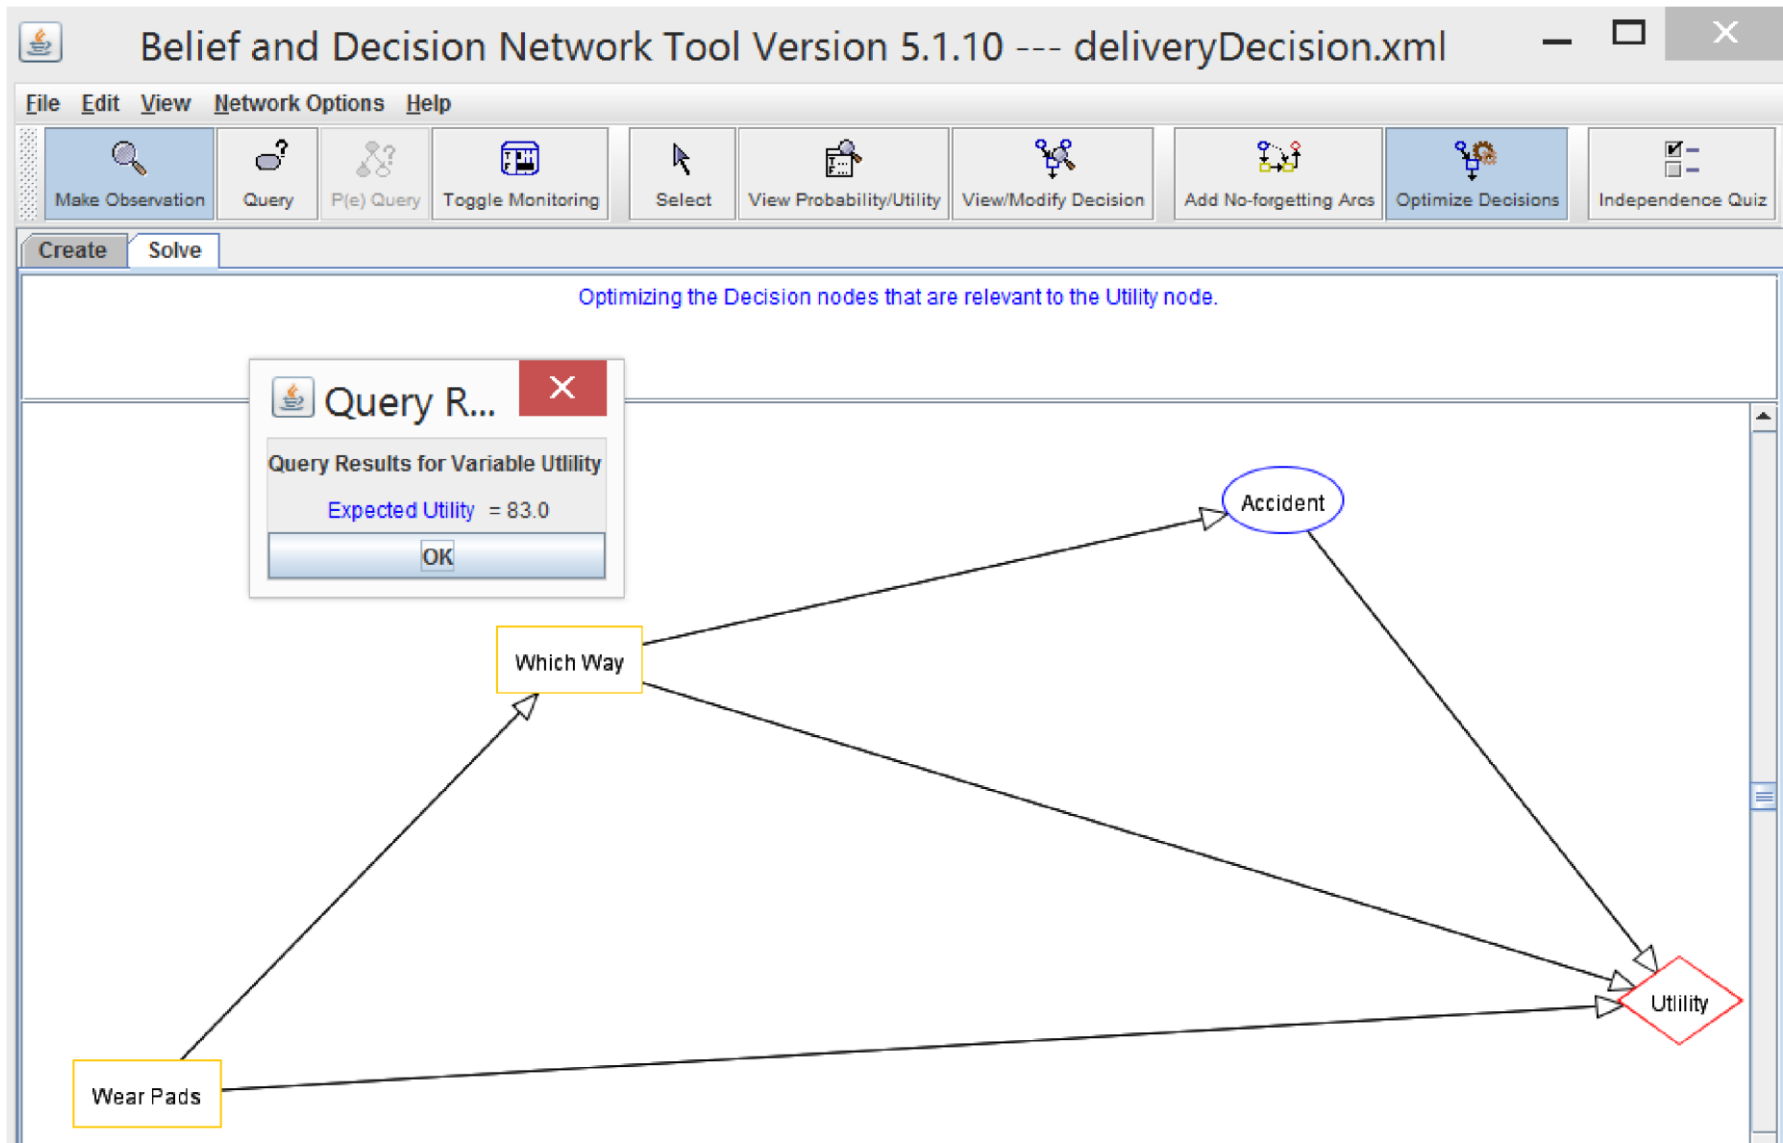 Belief and Decision Network Tool Version 5.1.10 --- deliveryDecision.xml
File Edit View Network Options Help
Make Observation Query P(e) Query Toggle Monitoring Select View Probability/Utility View/Modify Decision Add No-forgetting Arcs Optimize Decisions Independence Quiz
Create Solve
Optimizing the Decision nodes that are relevant to the Utility node.
Query R...
Query Results for Variable Utlility
Expected Utility = 83.0
OK
Accident
Which Way
Utlility
Wear Pads